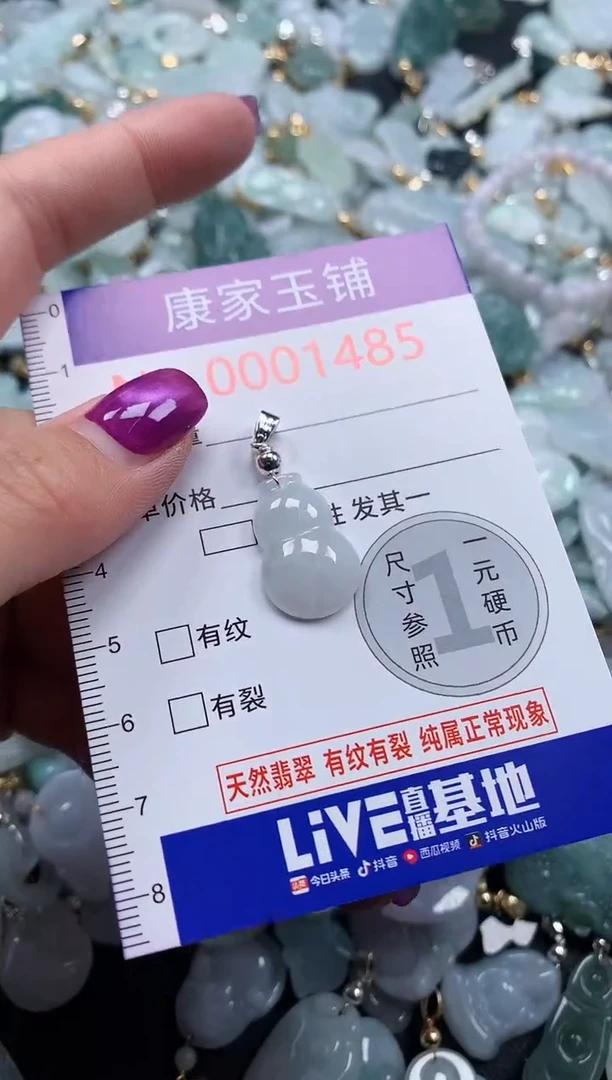 0
康家玉铺
1
0001485
价格
发其一
4
尺寸参照
1
一元硬币
5
有纹
6
有裂
天然翡翠 有纹有裂 纯属正常现象
7
LiVE直播基地
8
头条 今日头条 抖音 西瓜视频 抖音火山版